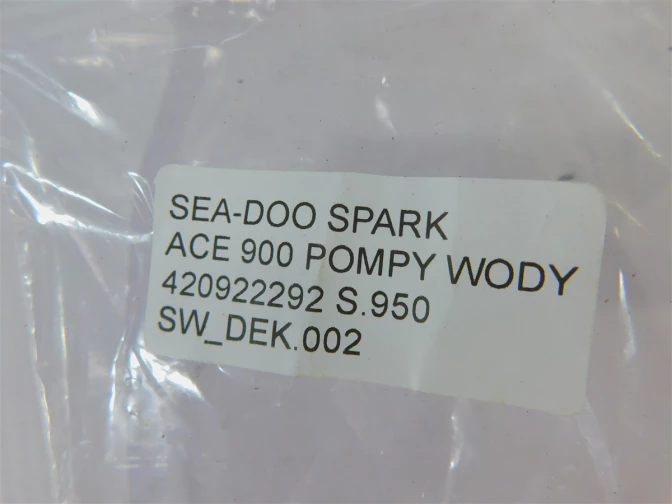 SEA-DOO SPARK
ACE 900 POMPY WODY
420922292 S.950
SW_DEK.002